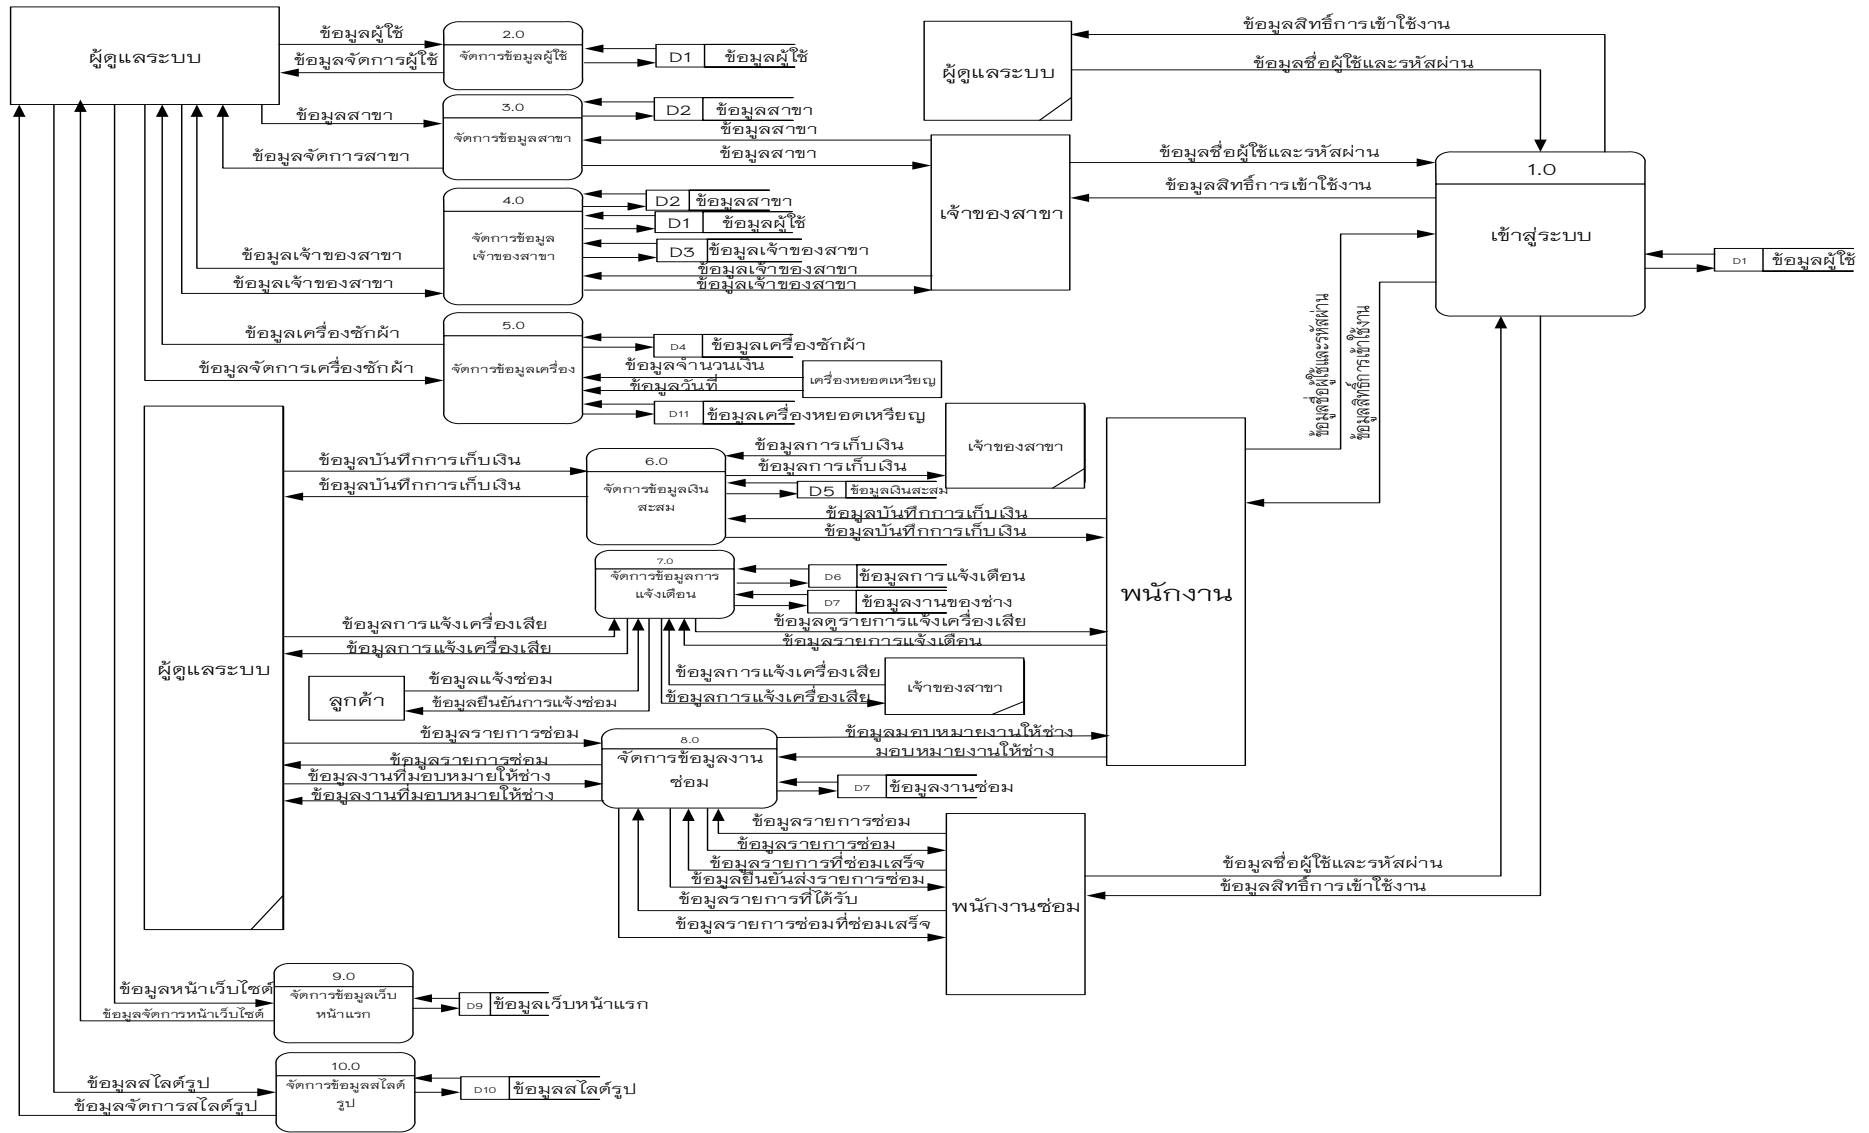 ผู้ดูแลระบบ
ข้อมูลผู้ใช้
ข้อมูลจัดการผู้ใช้
2.0
จัดการข้อมูลผู้ใช้
D1
ข้อมูลผู้ใช้
ข้อมูลสาขา
ข้อมูลจัดการสาขา
3.0
จัดการข้อมูลสาขา
D2
ข้อมูลสาขา
ข้อมูลสาขา
ข้อมูลสาขา
ผู้ดูแลระบบ
ข้อมูลสิทธิ์การเข้าใช้งาน
ข้อมูลชื่อผู้ใช้และรหัสผ่าน
เจ้าของสาขา
ข้อมูลชื่อผู้ใช้และรหัสผ่าน
ข้อมูลสิทธิ์การเข้าใช้งาน
1.0
เข้าสู่ระบบ
D1
ข้อมูลผู้ใช้
4.0
จัดการข้อมูล
เจ้าของสาขา
D2
ข้อมูลสาขา
D1
ข้อมูลผู้ใช้
D3
ข้อมูลเจ้าของสาขา
ข้อมูลเจ้าของสาขา
ข้อมูลเจ้าของสาขา
ข้อมูลเจ้าของสาขา
ข้อมูลเจ้าของสาขา
ข้อมูลเครื่องซักผ้า
ข้อมูลจัดการเครื่องซักผ้า
5.0
จัดการข้อมูลเครื่อง
D4
ข้อมูลเครื่องซักผ้า
ข้อมูลจำนวนเงิน
ข้อมูลวันที่
เครื่องหยอดเหรียญ
D11
ข้อมูลเครื่องหยอดเหรียญ
ข้อมูลชื่อผู้ใช้และรหัสผ่าน
ข้อมูลสิทธิ์การเข้าใช้งาน
ผู้ดูแลระบบ
ข้อมูลบันทึกการเก็บเงิน
ข้อมูลบันทึกการเก็บเงิน
6.0
จัดการข้อมูลเงิน
สะสม
ข้อมูลการเก็บเงิน
ข้อมูลการเก็บเงิน
เจ้าของสาขา
D5
ข้อมูลเงินสะสม
ข้อมูลบันทึกการเก็บเงิน
ข้อมูลบันทึกการเก็บเงิน
พนักงาน
7.0
จัดการข้อมูลการ
แจ้งเตือน
D6
ข้อมูลการแจ้งเตือน
D7
ข้อมูลงานของช่าง
ข้อมูลดูรายการแจ้งเครื่องเสีย
ข้อมูลรายการแจ้งเตือน
ข้อมูลการแจ้งเครื่องเสีย
ข้อมูลการแจ้งเครื่องเสีย
ลูกค้า
ข้อมูลแจ้งซ่อม
ข้อมูลยืนยันการแจ้งซ่อม
ข้อมูลการแจ้งเครื่องเสีย
ข้อมูลการแจ้งเครื่องเสีย
เจ้าของสาขา
ข้อมูลรายการซ่อม
ข้อมูลรายการซ่อม
ข้อมูลงานที่มอบหมายให้ช่าง
ข้อมูลงานที่มอบหมายให้ช่าง
8.0
จัดการข้อมูลงาน
ซ่อม
ข้อมูลมอบหมายงานให้ช่าง
มอบหมายงานให้ช่าง
D7
ข้อมูลงานซ่อม
ข้อมูลรายการซ่อม
ข้อมูลรายการซ่อม
ข้อมูลรายการที่ซ่อมเสร็จ
ข้อมูลยืนยันส่งรายการซ่อม
ข้อมูลรายการที่ได้รับ
ข้อมูลรายการซ่อมที่ซ่อมเสร็จ
พนักงานซ่อม
ข้อมูลชื่อผู้ใช้และรหัสผ่าน
ข้อมูลสิทธิ์การเข้าใช้งาน
ข้อมูลหน้าเว็บไซต์
ข้อมูลจัดการหน้าเว็บไซต์
9.0
จัดการข้อมูลเว็บ
หน้าแรก
D9
ข้อมูลเว็บหน้าแรก
ข้อมูลสไลด์รูป
ข้อมูลจัดการสไลด์รูป
10.0
จัดการข้อมูลสไลด์
รูป
D10
ข้อมูลสไลด์รูป